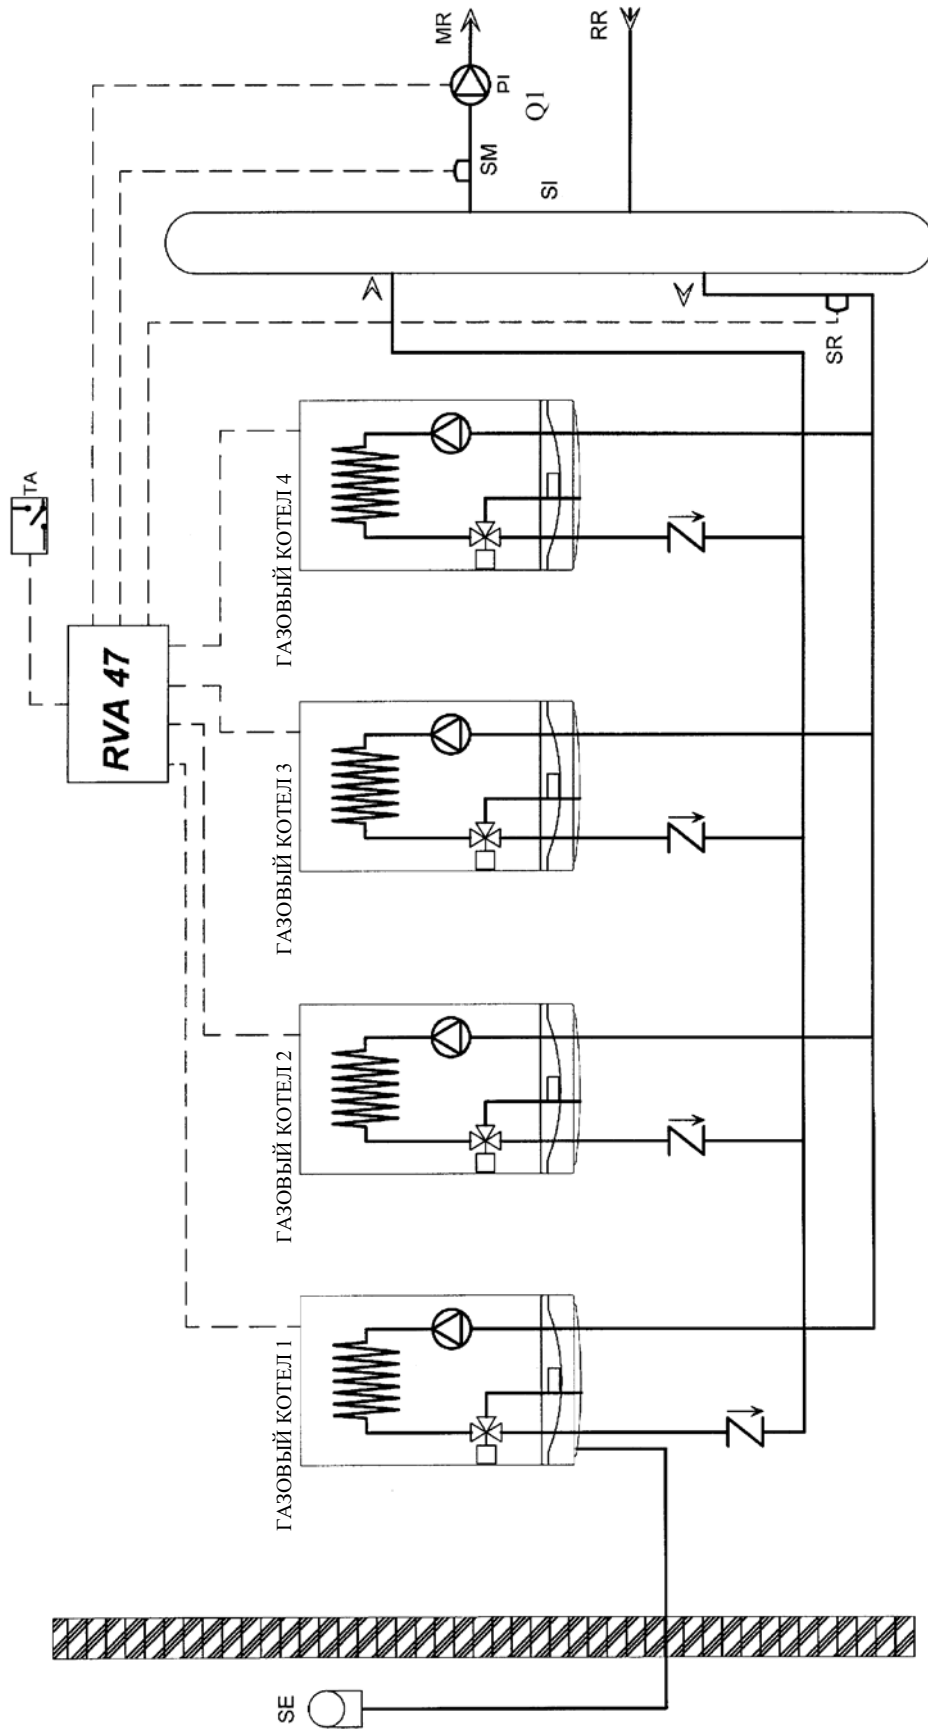 SE
ГАЗОВЫЙ КОТЕЛ 1
ГАЗОВЫЙ КОТЕЛ 2
ГАЗОВЫЙ КОТЕЛ 3
ГАЗОВЫЙ КОТЕЛ 4
RVA 47
TA
SR
SI
SM
PI
Q1
MR
RR